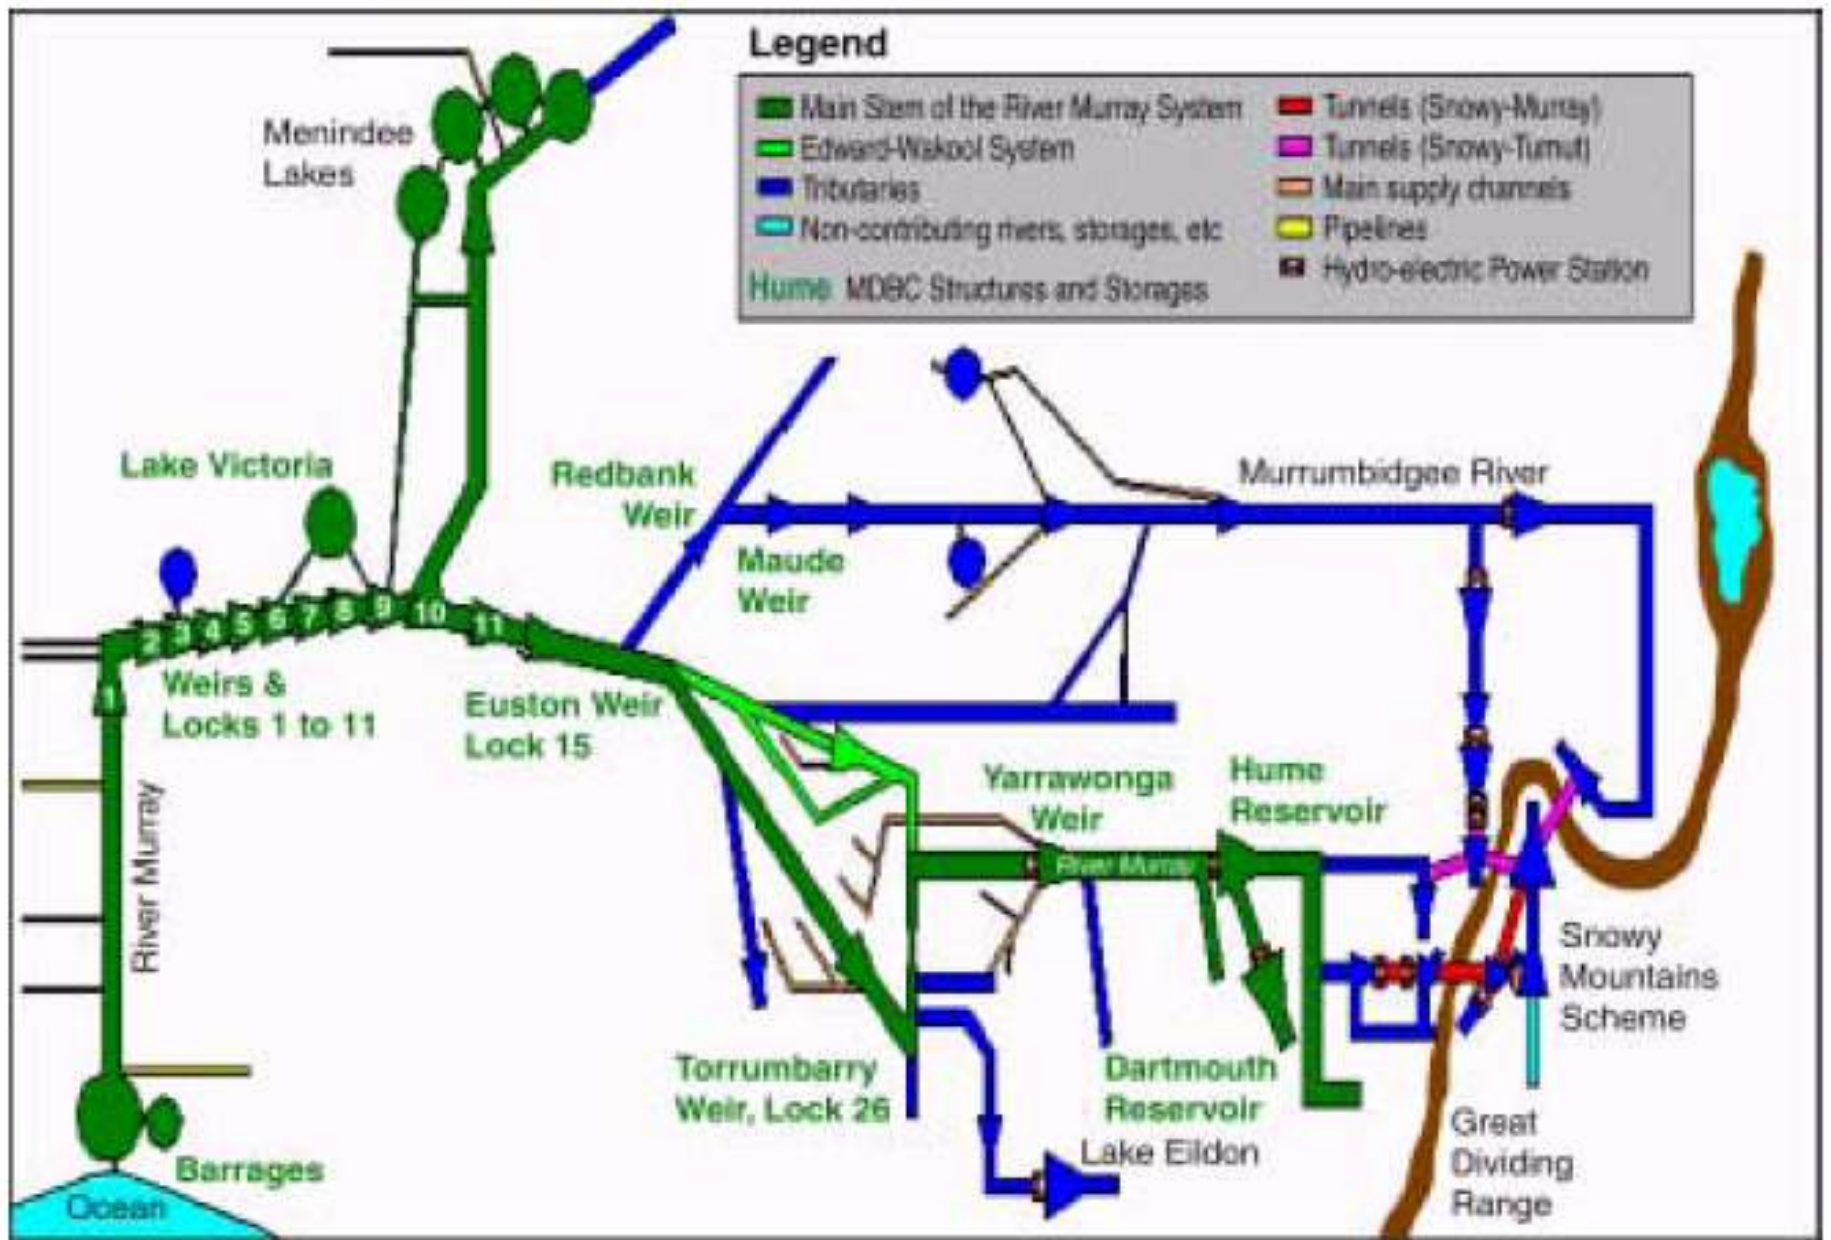 Legend
Main Stem of the River Murray System
Edward-Wakool System
Tributaries
Non-contributing rivers, storages, etc
Hume MDBC Structures and Storages
Tunnels (Snowy-Murray)
Tunnels (Snowy-Tumut)
Main supply channels
Pipelines
Hydro-electric Power Station
Menindee
Lakes
Lake Victoria
Redbank
Weir
Murrumbidgee River
Maude
Weir
1
2
3
4
5
6
7
8
9
10
11
Weirs &
Locks 1 to 11
Euston Weir
Lock 15
Yarrawonga
Weir
Hume
Reservoir
River Murray
River Murray
Snowy
Mountains
Scheme
Torrumbarry
Weir, Lock 26
Dartmouth
Reservoir
Lake Eildon
Great
Dividing
Range
Barrages
Ocean